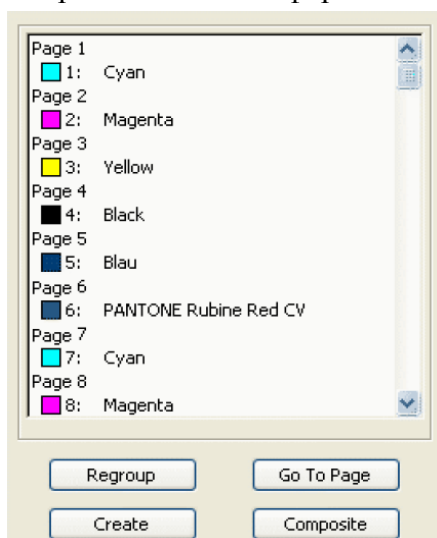 Page 1
1: Cyan
Page 2
2: Magenta
Page 3
3: Yellow
Page 4
4: Black
Page 5
5: Blau
Page 6
6: PANTONE Rubine Red CV
Page 7
7: Cyan
Page 8
8: Magenta
Regroup Go To Page
Create Composite